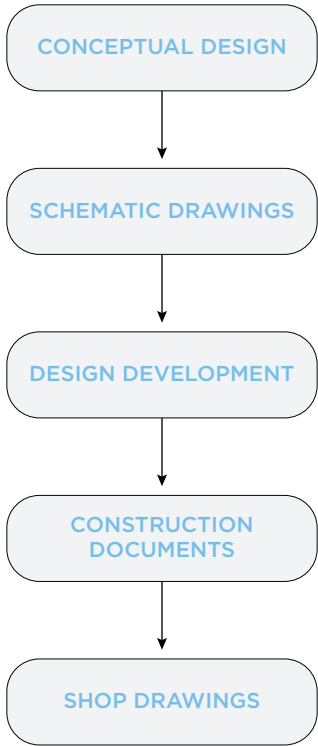 CONCEPTUAL DESIGN
SCHEMATIC DRAWINGS
DESIGN DEVELOPMENT
CONSTRUCTION
DOCUMENTS
SHOP DRAWINGS